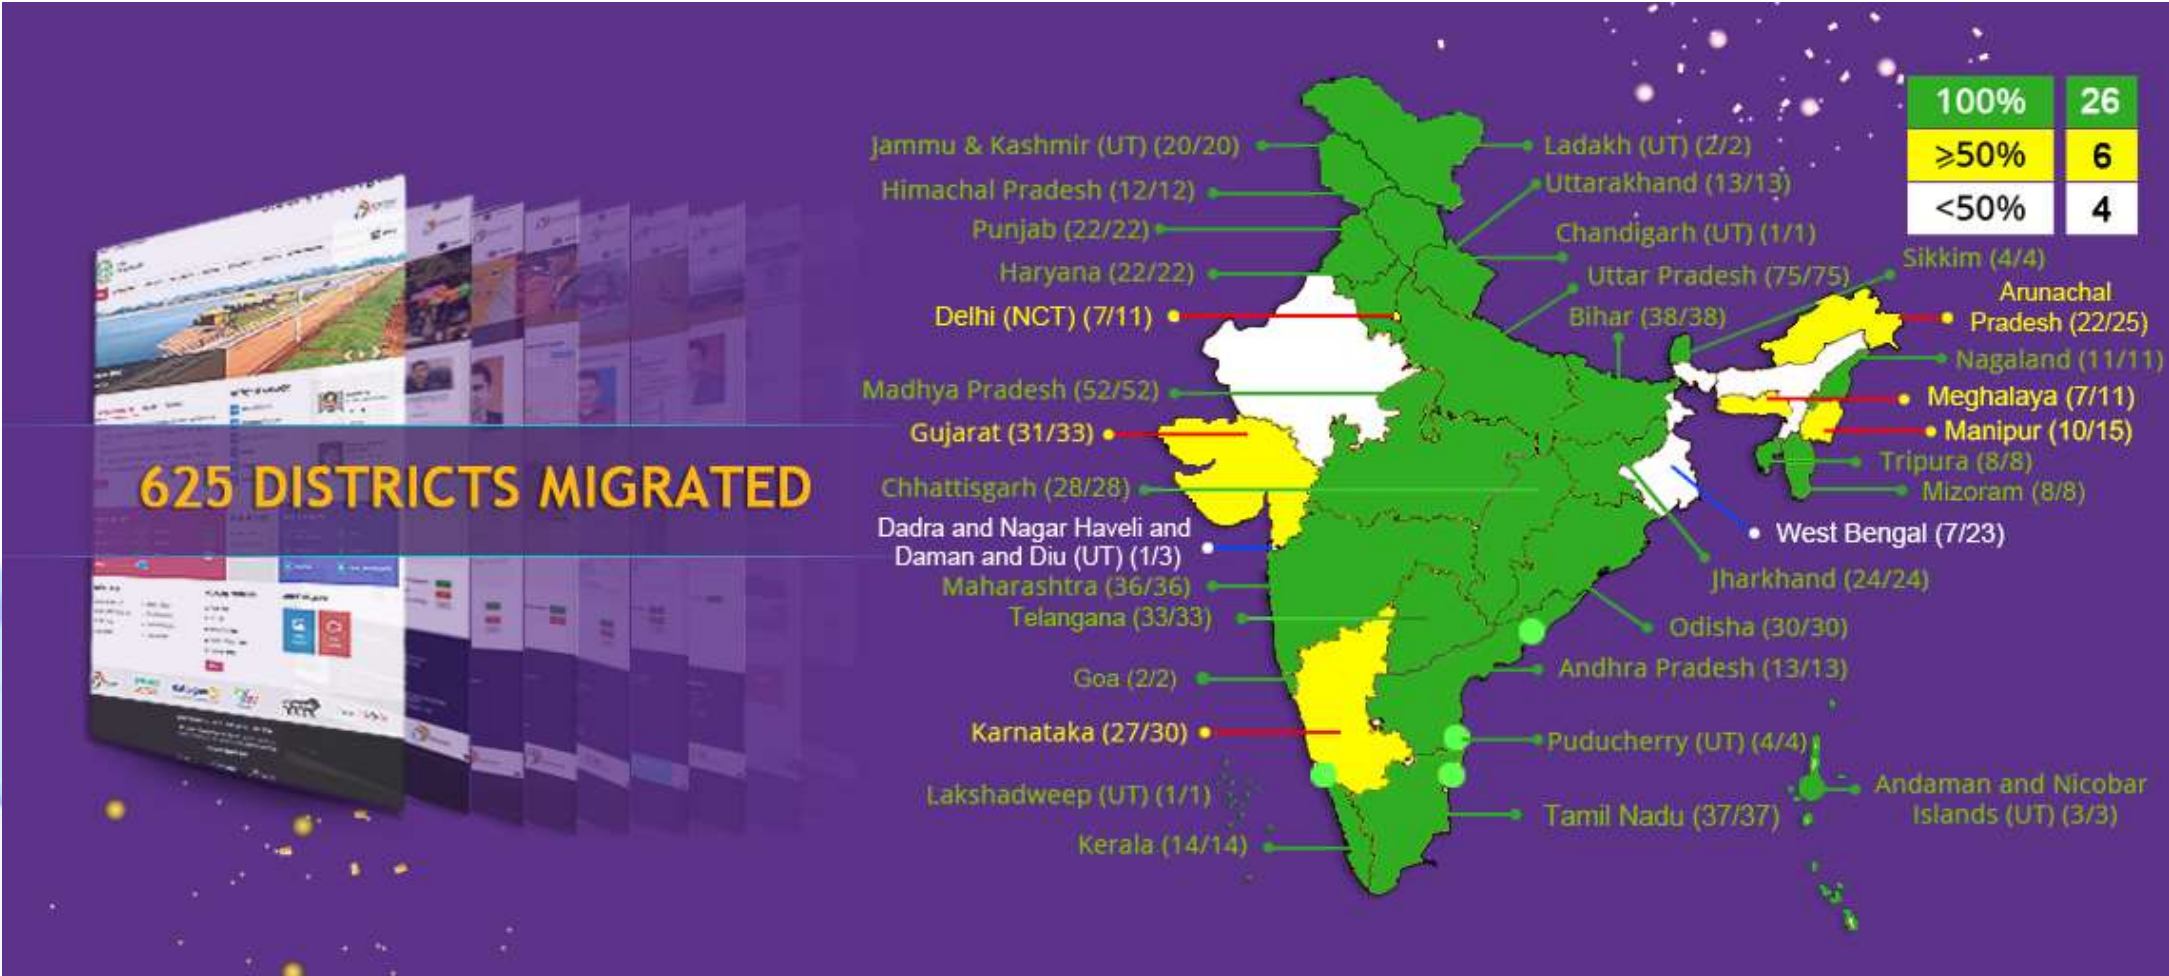 625 DISTRICTS MIGRATED
100% 26
⩾50% 6
<50% 4
Jammu & Kashmir (UT) (20/20)
Himachal Pradesh (12/12)
Punjab (22/22)
Haryana (22/22)
Delhi (NCT) (7/11)
Madhya Pradesh (52/52)
Gujarat (31/33)
Chhattisgarh (28/28)
Dadra and Nagar Haveli and
Daman and Diu (UT) (1/3)
Maharashtra (36/36)
Telangana (33/33)
Goa (2/2)
Karnataka (27/30)
Lakshadweep (UT) (1/1)
Kerala (14/14)
Ladakh (UT) (2/2)
Uttarakhand (13/13)
Chandigarh (UT) (1/1)
Uttar Pradesh (75/75)
Bihar (38/38)
Sikkim (4/4)
Arunachal
Pradesh (22/25)
Nagaland (11/11)
Meghalaya (7/11)
Manipur (10/15)
Tripura (8/8)
Mizoram (8/8)
West Bengal (7/23)
Jharkhand (24/24)
Odisha (30/30)
Andhra Pradesh (13/13)
Puducherry (UT) (4/4)
Andaman and Nicobar
Islands (UT) (3/3)
Tamil Nadu (37/37)